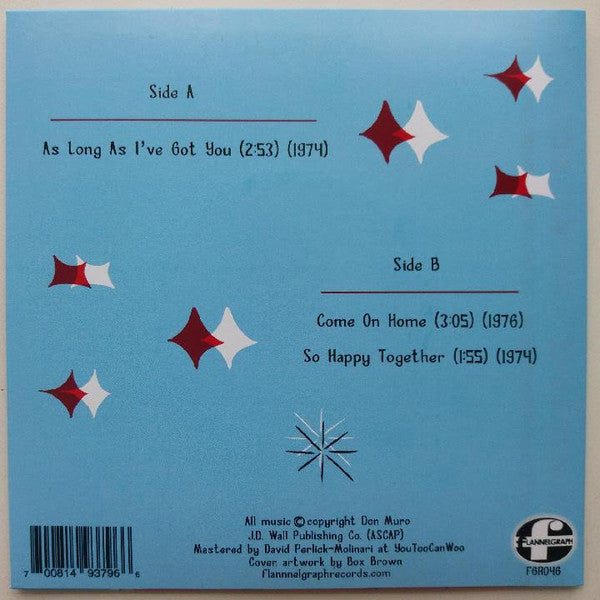 Side A
As Long As I've Got You (2:53) (1974)
Side B
Come On Home (3:05) (1976)
So Happy Together (1:55) (1974)
All music © copyright Don Muro
J.D. Wall Publishing Co. (ASCAP)
Mastered by David Perlick-Molinari at YouTooCanWoo
Cover artwork by Box Brown
flannnelgraphrecords.com
7 00814 93796 6
f
FLANNELGRAPH
FGR046